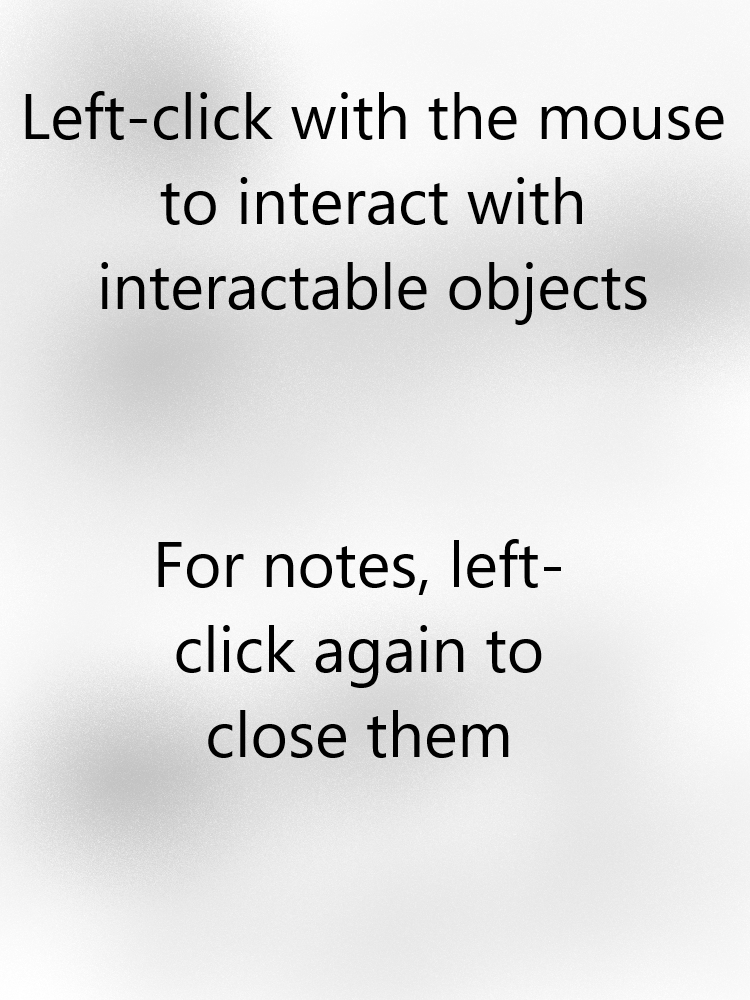 Left-click with the mouse
to interact with
interactable objects
For notes, left-
click again to
close them